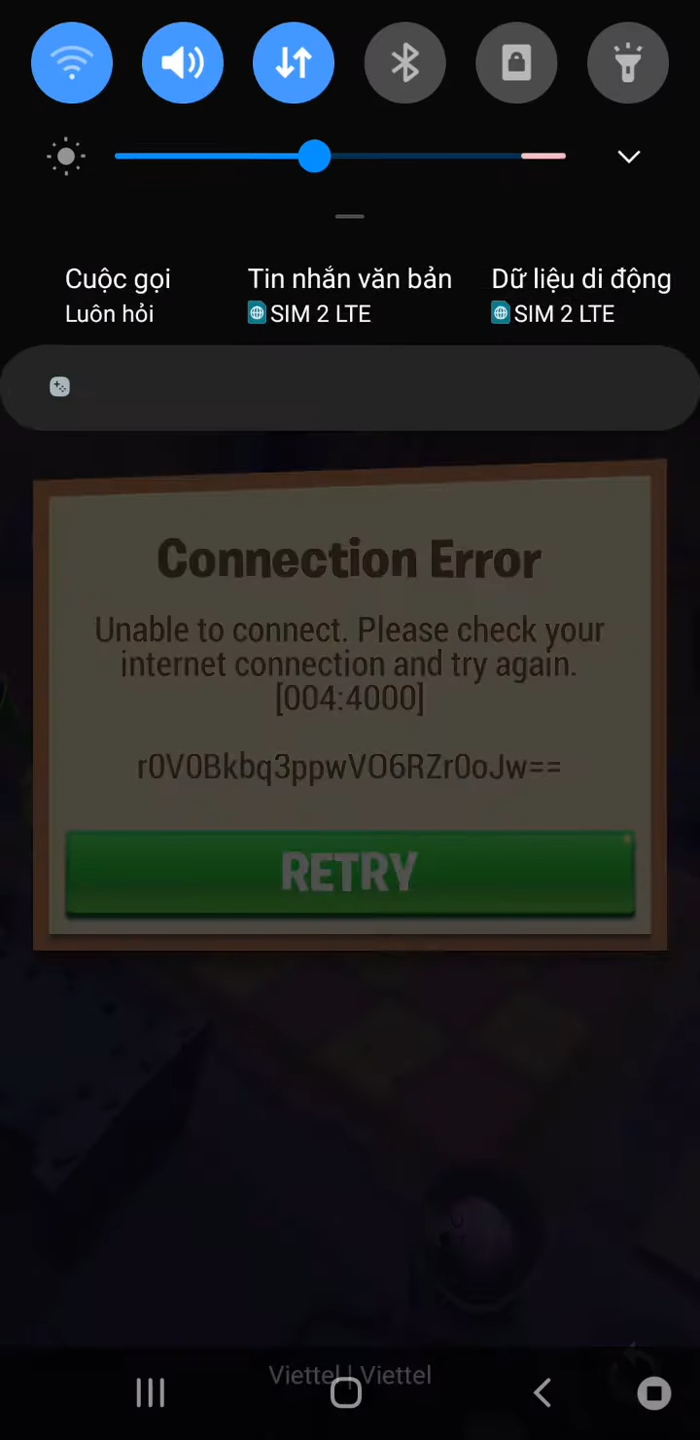 Cuộc gọi
Luôn hỏi
Tin nhắn văn bản
SIM 2 LTE
Dữ liệu di động
SIM 2 LTE
Connection Error
Unable to connect. Please check your
internet connection and try again.
[004:4000]
r0V0Bkbq3ppwVO6RZr0oJw==
RETRY
Viettel | Viettel